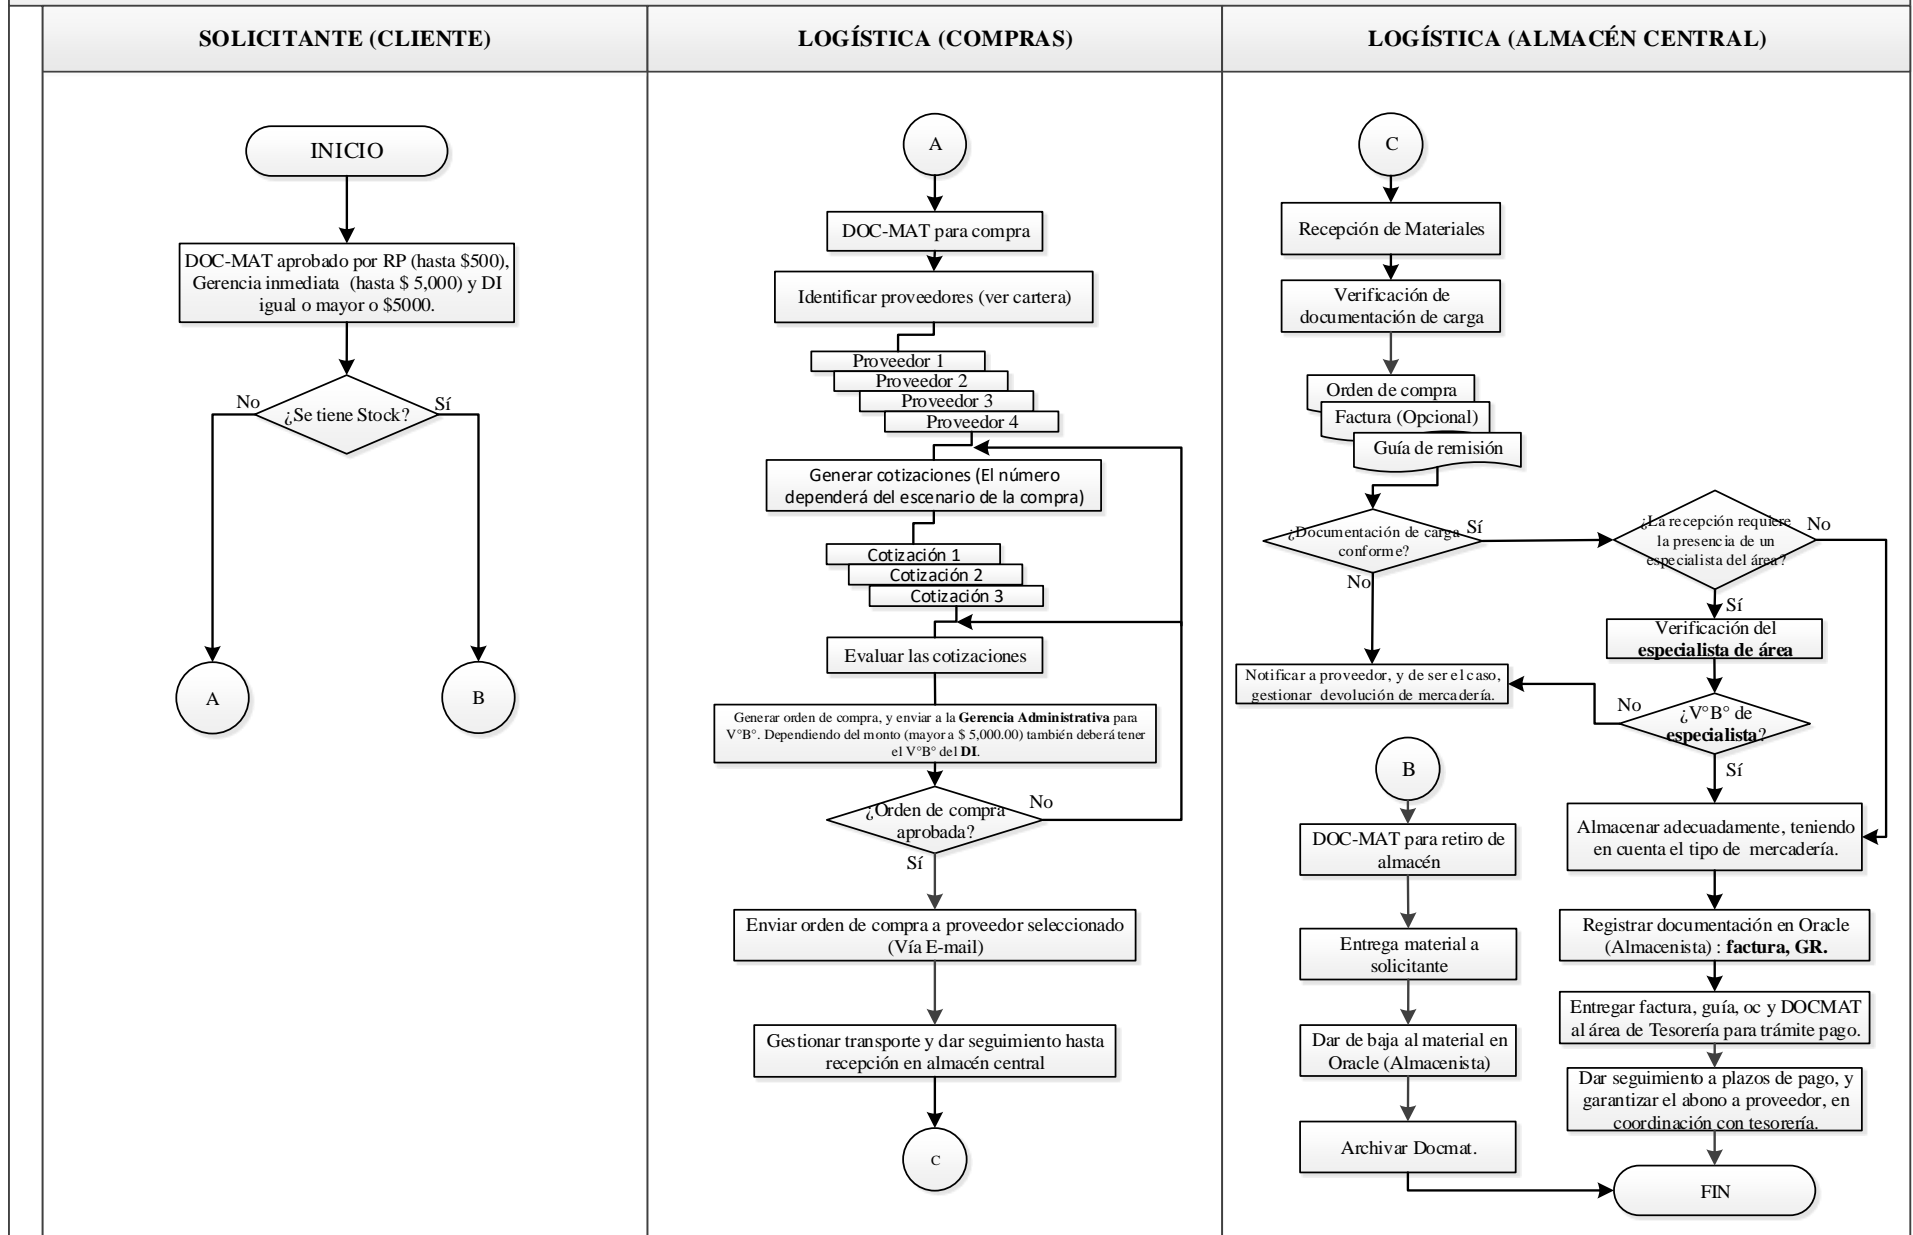 SOLICITANTE (CLIENTE)
INICIO
DOC-MAT aprobado por RP (hasta $500),
Gerencia inmediata (hasta $ 5,000) y DI
igual o mayor o $5000.
¿Se tiene Stock?
No
Sí
A
B
LOGÍSTICA (COMPRAS)
A
DOC-MAT para compra
Identificar proveedores (ver cartera)
Proveedor 1
Proveedor 2
Proveedor 3
Proveedor 4
Generar cotizaciones (El número
dependerá del escenario de la compra)
Cotización 1
Cotización 2
Cotización 3
Evaluar las cotizaciones
Generar orden de compra, y enviar a la Gerencia Administrativa para
V°B°. Dependiendo del monto (mayor a $ 5,000.00) también deberá tener
el V°B° del DI.
¿Orden de compra
aprobada?
No
Sí
Enviar orden de compra a proveedor seleccionado
(Vía E-mail)
Gestionar transporte y dar seguimiento hasta
recepción en almacén central
C
LOGÍSTICA (ALMACÉN CENTRAL)
C
Recepción de Materiales
Verificación de
documentación de carga
Orden de compra
Factura (Opcional)
Guía de remisión
¿Documentación de carga
conforme?
Sí
No
¿La recepción requiere
la presencia de un
especialista del área?
No
Sí
Verificación del
especialista de área
Notificar a proveedor, y de ser el caso,
gestionar devolución de mercadería.
No
¿V°B° de
especialista?
Sí
B
DOC-MAT para retiro de
almacén
Entrega material a
solicitante
Dar de baja al material en
Oracle (Almacenista)
Archivar Docmat.
Almacenar adecuadamente, teniendo
en cuenta el tipo de mercadería.
Registrar documentación en Oracle
(Almacenista) : factura, GR.
Entregar factura, guía, oc y DOCMAT
al área de Tesorería para trámite pago.
Dar seguimiento a plazos de pago, y
garantizar el abono a proveedor, en
coordinación con tesorería.
FIN